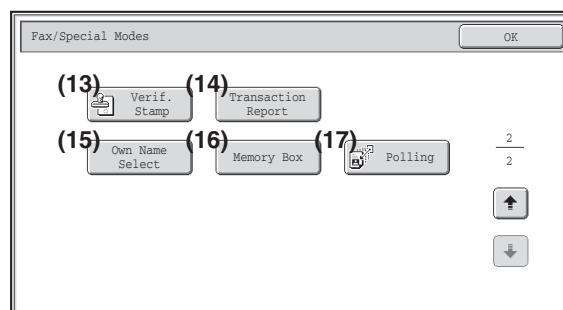 Fax/Special Modes
OK
(13)
Verif.
Stamp
(14)
Transaction
Report
(15)
Own Name
Select
(16)
Memory Box
(17)
Polling
2
2